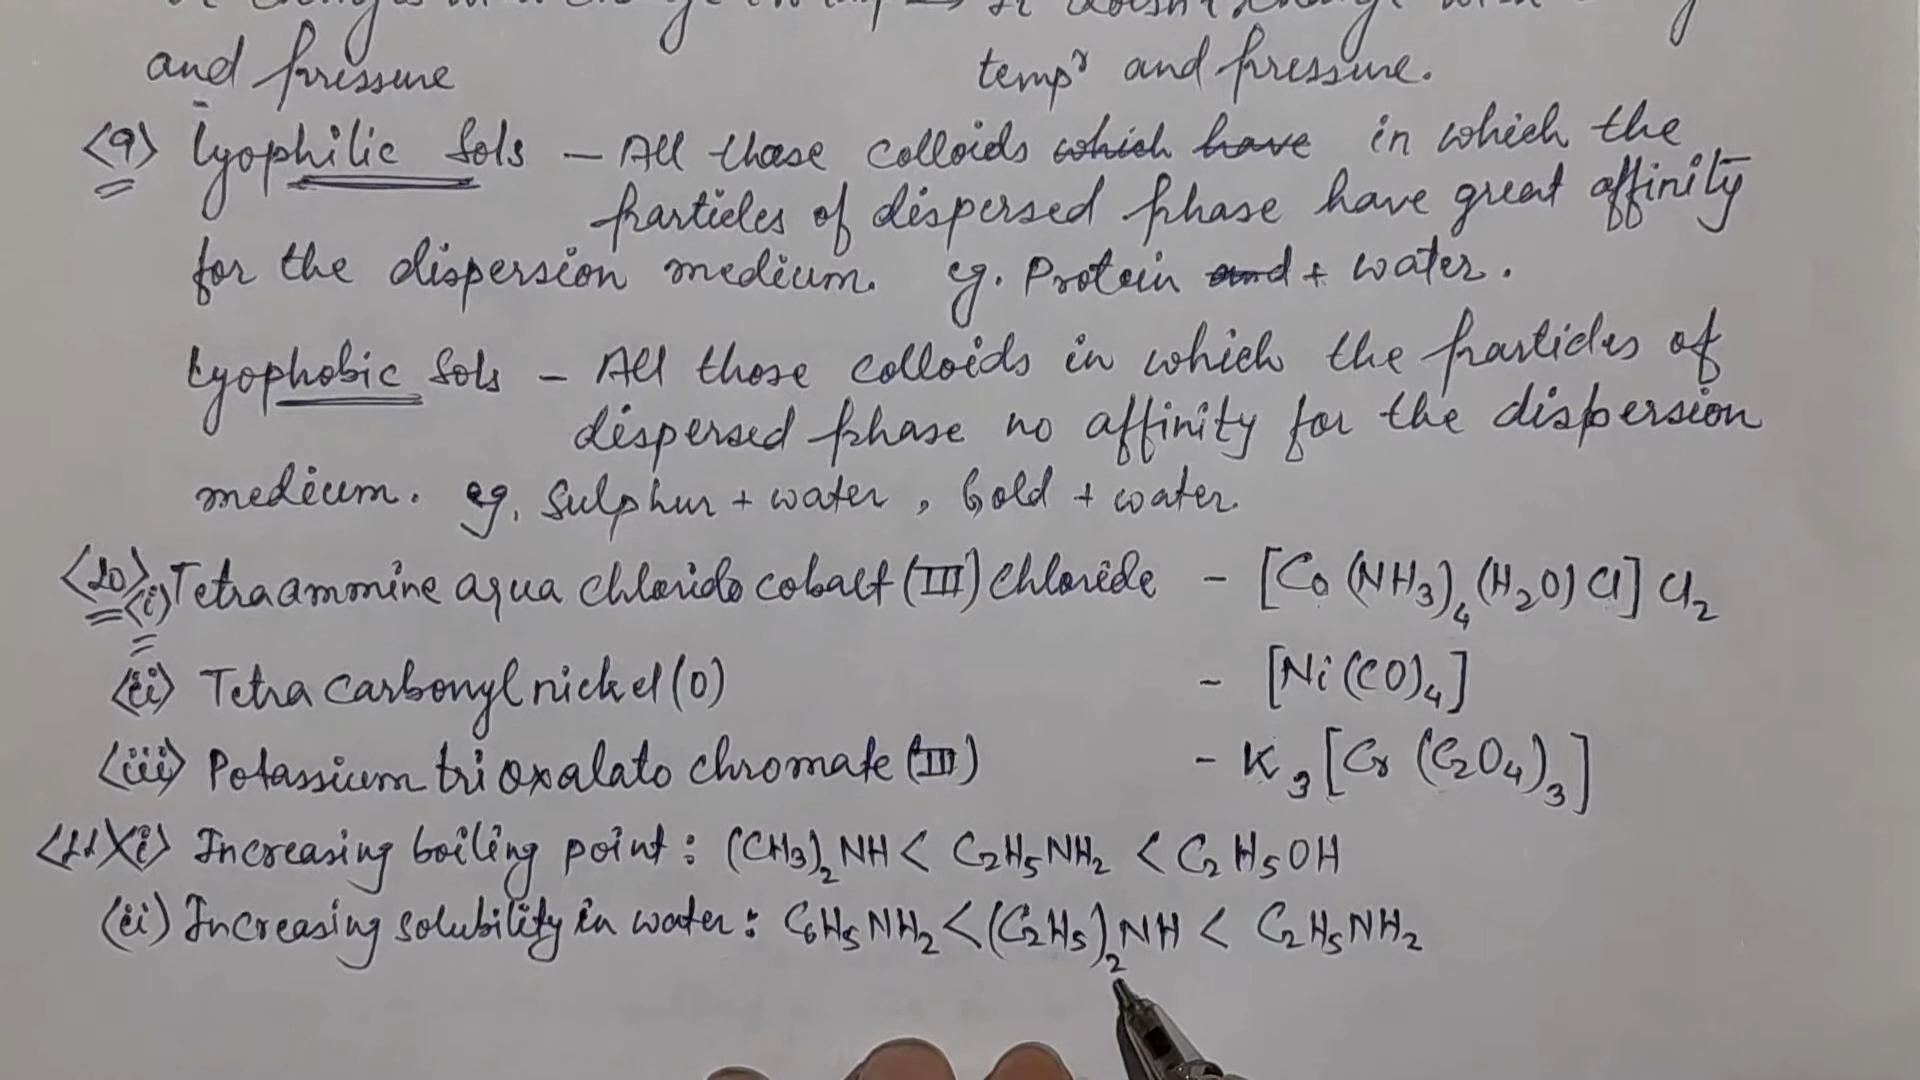 and pressure
tempr and pressure.
(9) Lyophilic Sols - All those colloids which have in which the
particles of dispersed phase have great affinity
for the dispersion medium. eg. Protein and + water.
Lyophobic Sols - All those colloids in which the particles of
dispersed phase no affinity for the dispersion
medium. eg, Sulphur + water, Gold + water.
(10) (i) Tetraammine aqua chlorido cobalt (III) chloride - [Co(NH3)4(H2O)Cl]Cl2
(ii) Tetra carbonyl nickel (0) - [Ni(CO)4]
(iii) Potassium tri oxalato chromate (III) - K3[Cr(C2O4)3]
(11)(i) Increasing boiling point: (CH3)2NH < C2H5NH2 < C2H5OH
(ii) Increasing solubility in water: C6H5NH2 < (C2H5)2NH < C2H5NH2